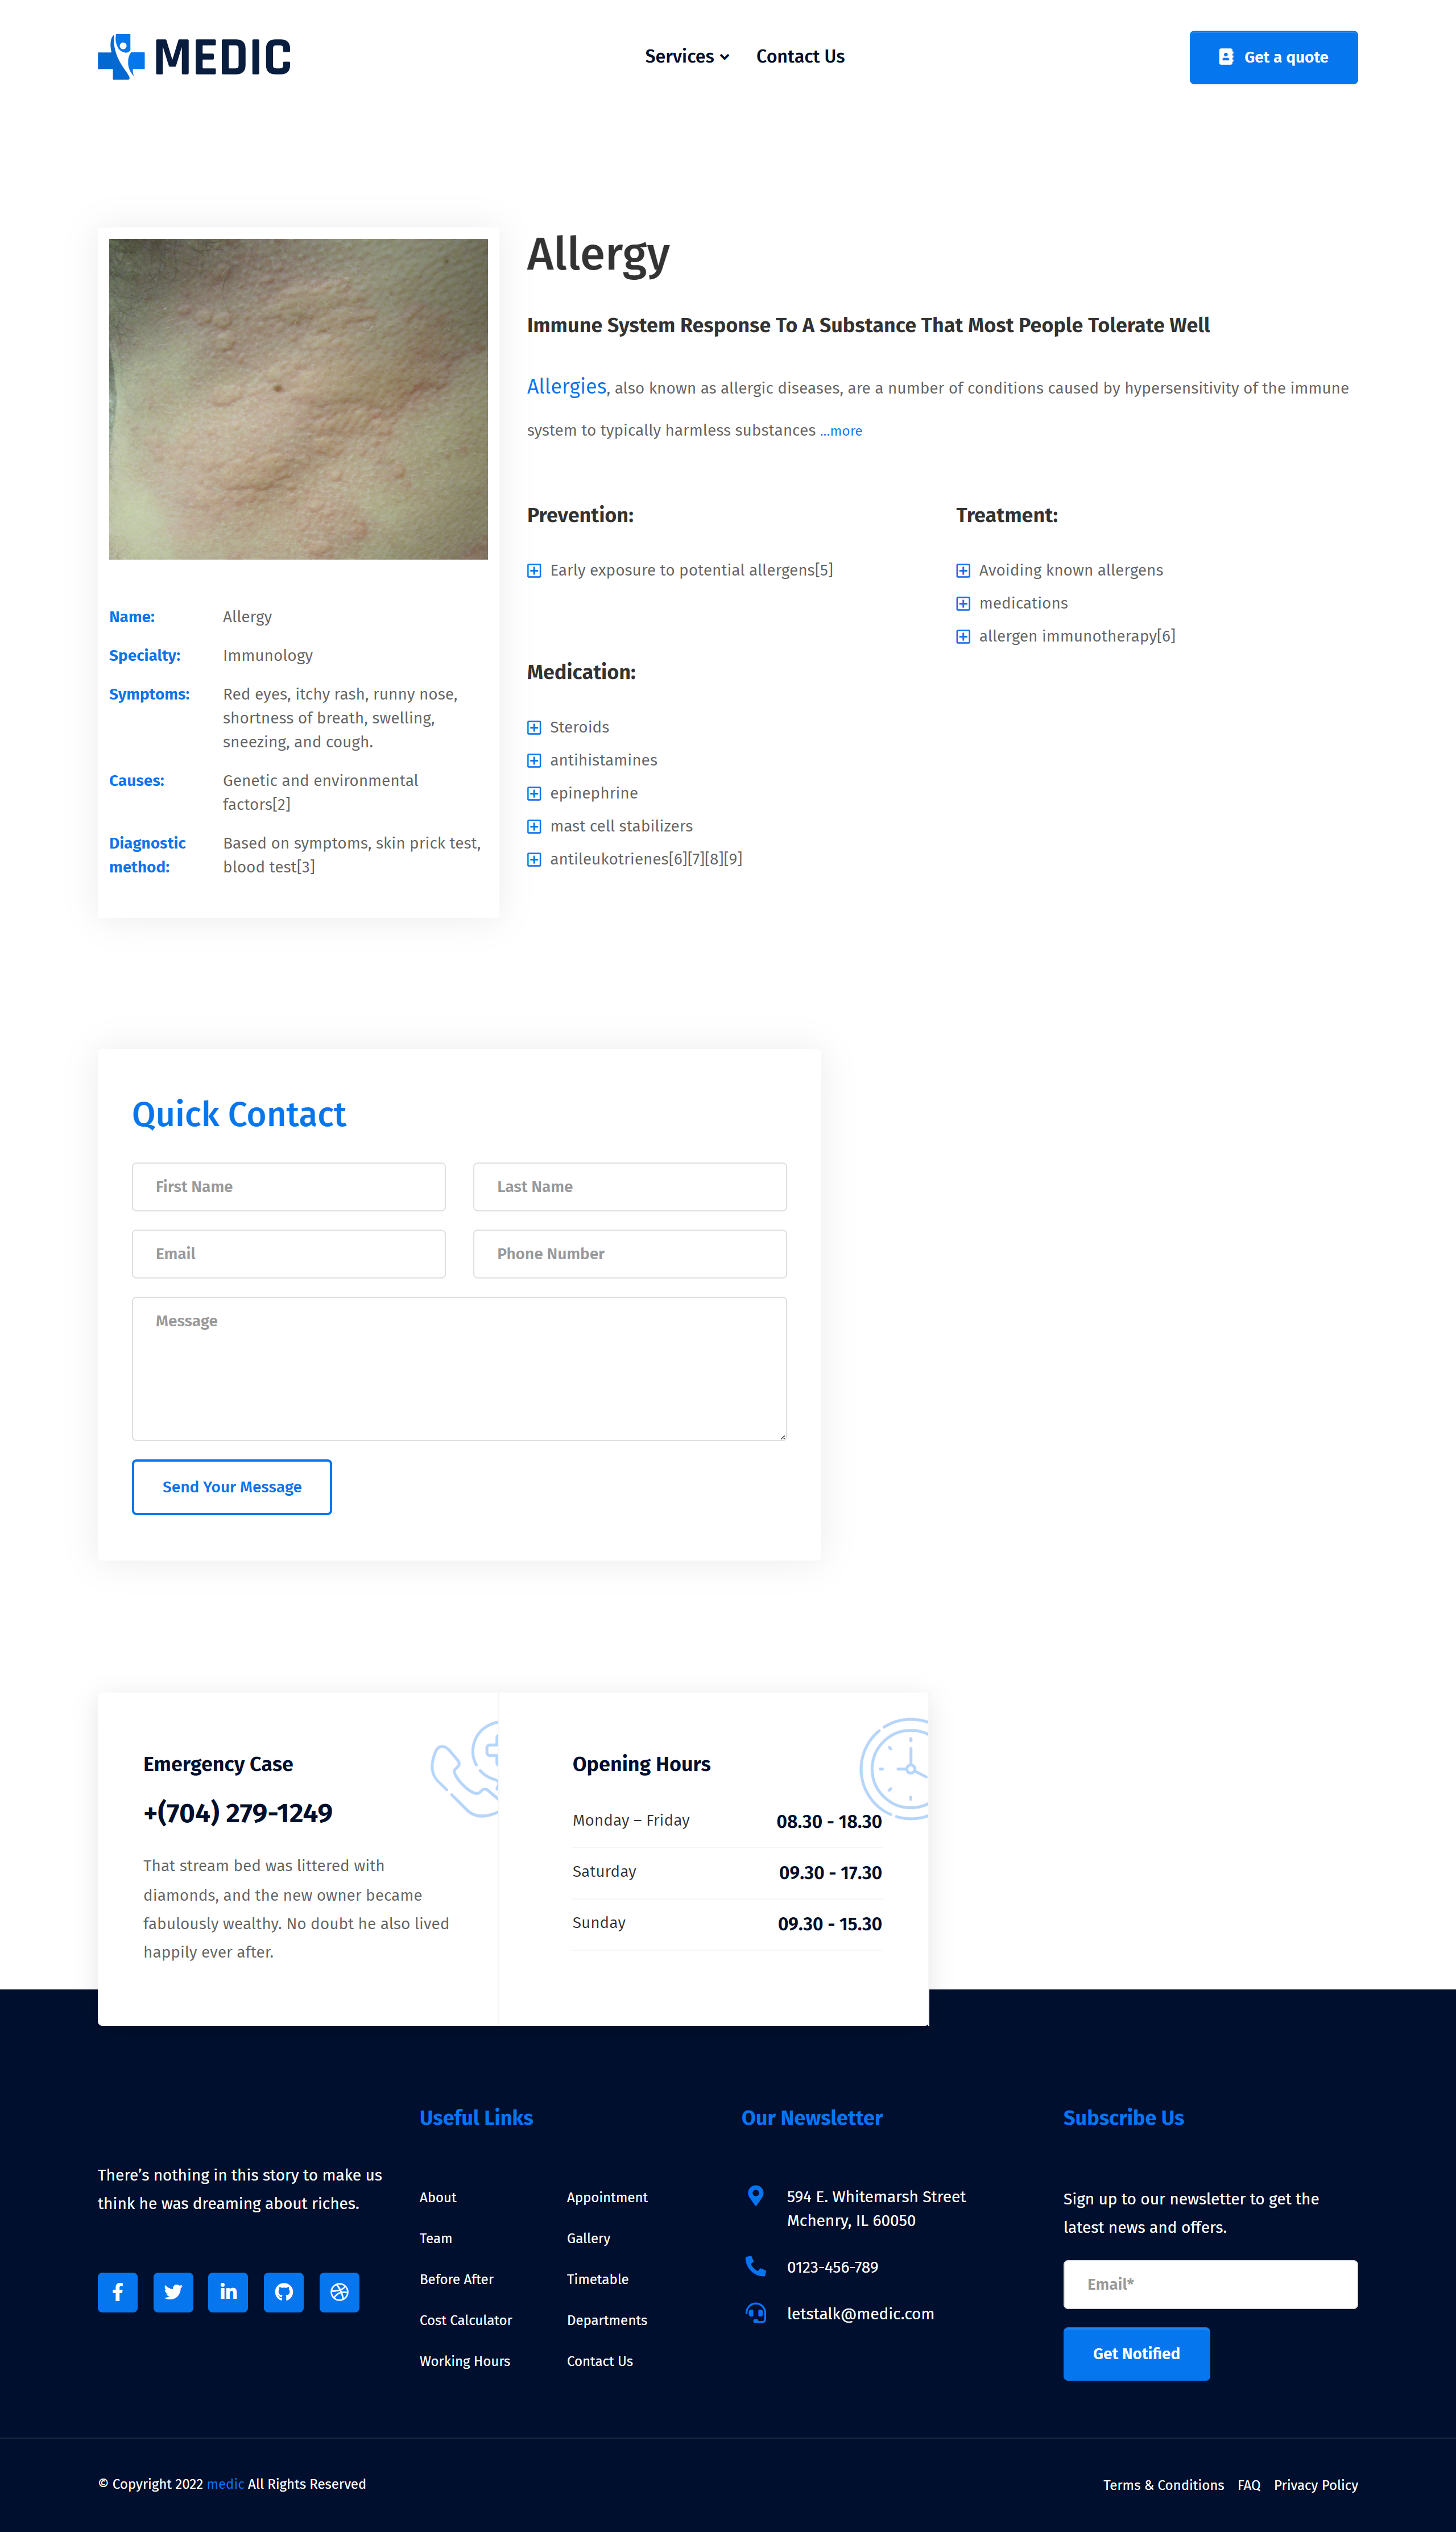 MEDIC
Services
Contact Us
Get a quote
Allergy
Immune System Response To A Substance That Most People Tolerate Well
Allergies, also known as allergic diseases, are a number of conditions caused by hypersensitivity of the immune
system to typically harmless substances ...more
Name: Allergy
Specialty: Immunology
Symptoms: Red eyes, itchy rash, runny nose,
shortness of breath, swelling,
sneezing, and cough.
Causes: Genetic and environmental
factors[2]
Diagnostic Based on symptoms, skin prick test,
method: blood test[3]
Prevention:
Early exposure to potential allergens[5]
Treatment:
Avoiding known allergens
medications
allergen immunotherapy[6]
Medication:
Steroids
antihistamines
epinephrine
mast cell stabilizers
antileukotrienes[6][7][8][9]
Quick Contact
First Name
Last Name
Email
Phone Number
Message
Send Your Message
Emergency Case
+(704) 279-1249
That stream bed was littered with
diamonds, and the new owner became
fabulously wealthy. No doubt he also lived
happily ever after.
Opening Hours
Monday – Friday 08.30 - 18.30
Saturday 09.30 - 17.30
Sunday 09.30 - 15.30
There’s nothing in this story to make us
think he was dreaming about riches.
Useful Links
About
Team
Before After
Cost Calculator
Working Hours
Appointment
Gallery
Timetable
Departments
Contact Us
Our Newsletter
594 E. Whitemarsh Street
Mchenry, IL 60050
0123-456-789
letstalk@medic.com
Subscribe Us
Sign up to our newsletter to get the
latest news and offers.
Email*
Get Notified
© Copyright 2022 medic All Rights Reserved
Terms & Conditions
FAQ
Privacy Policy